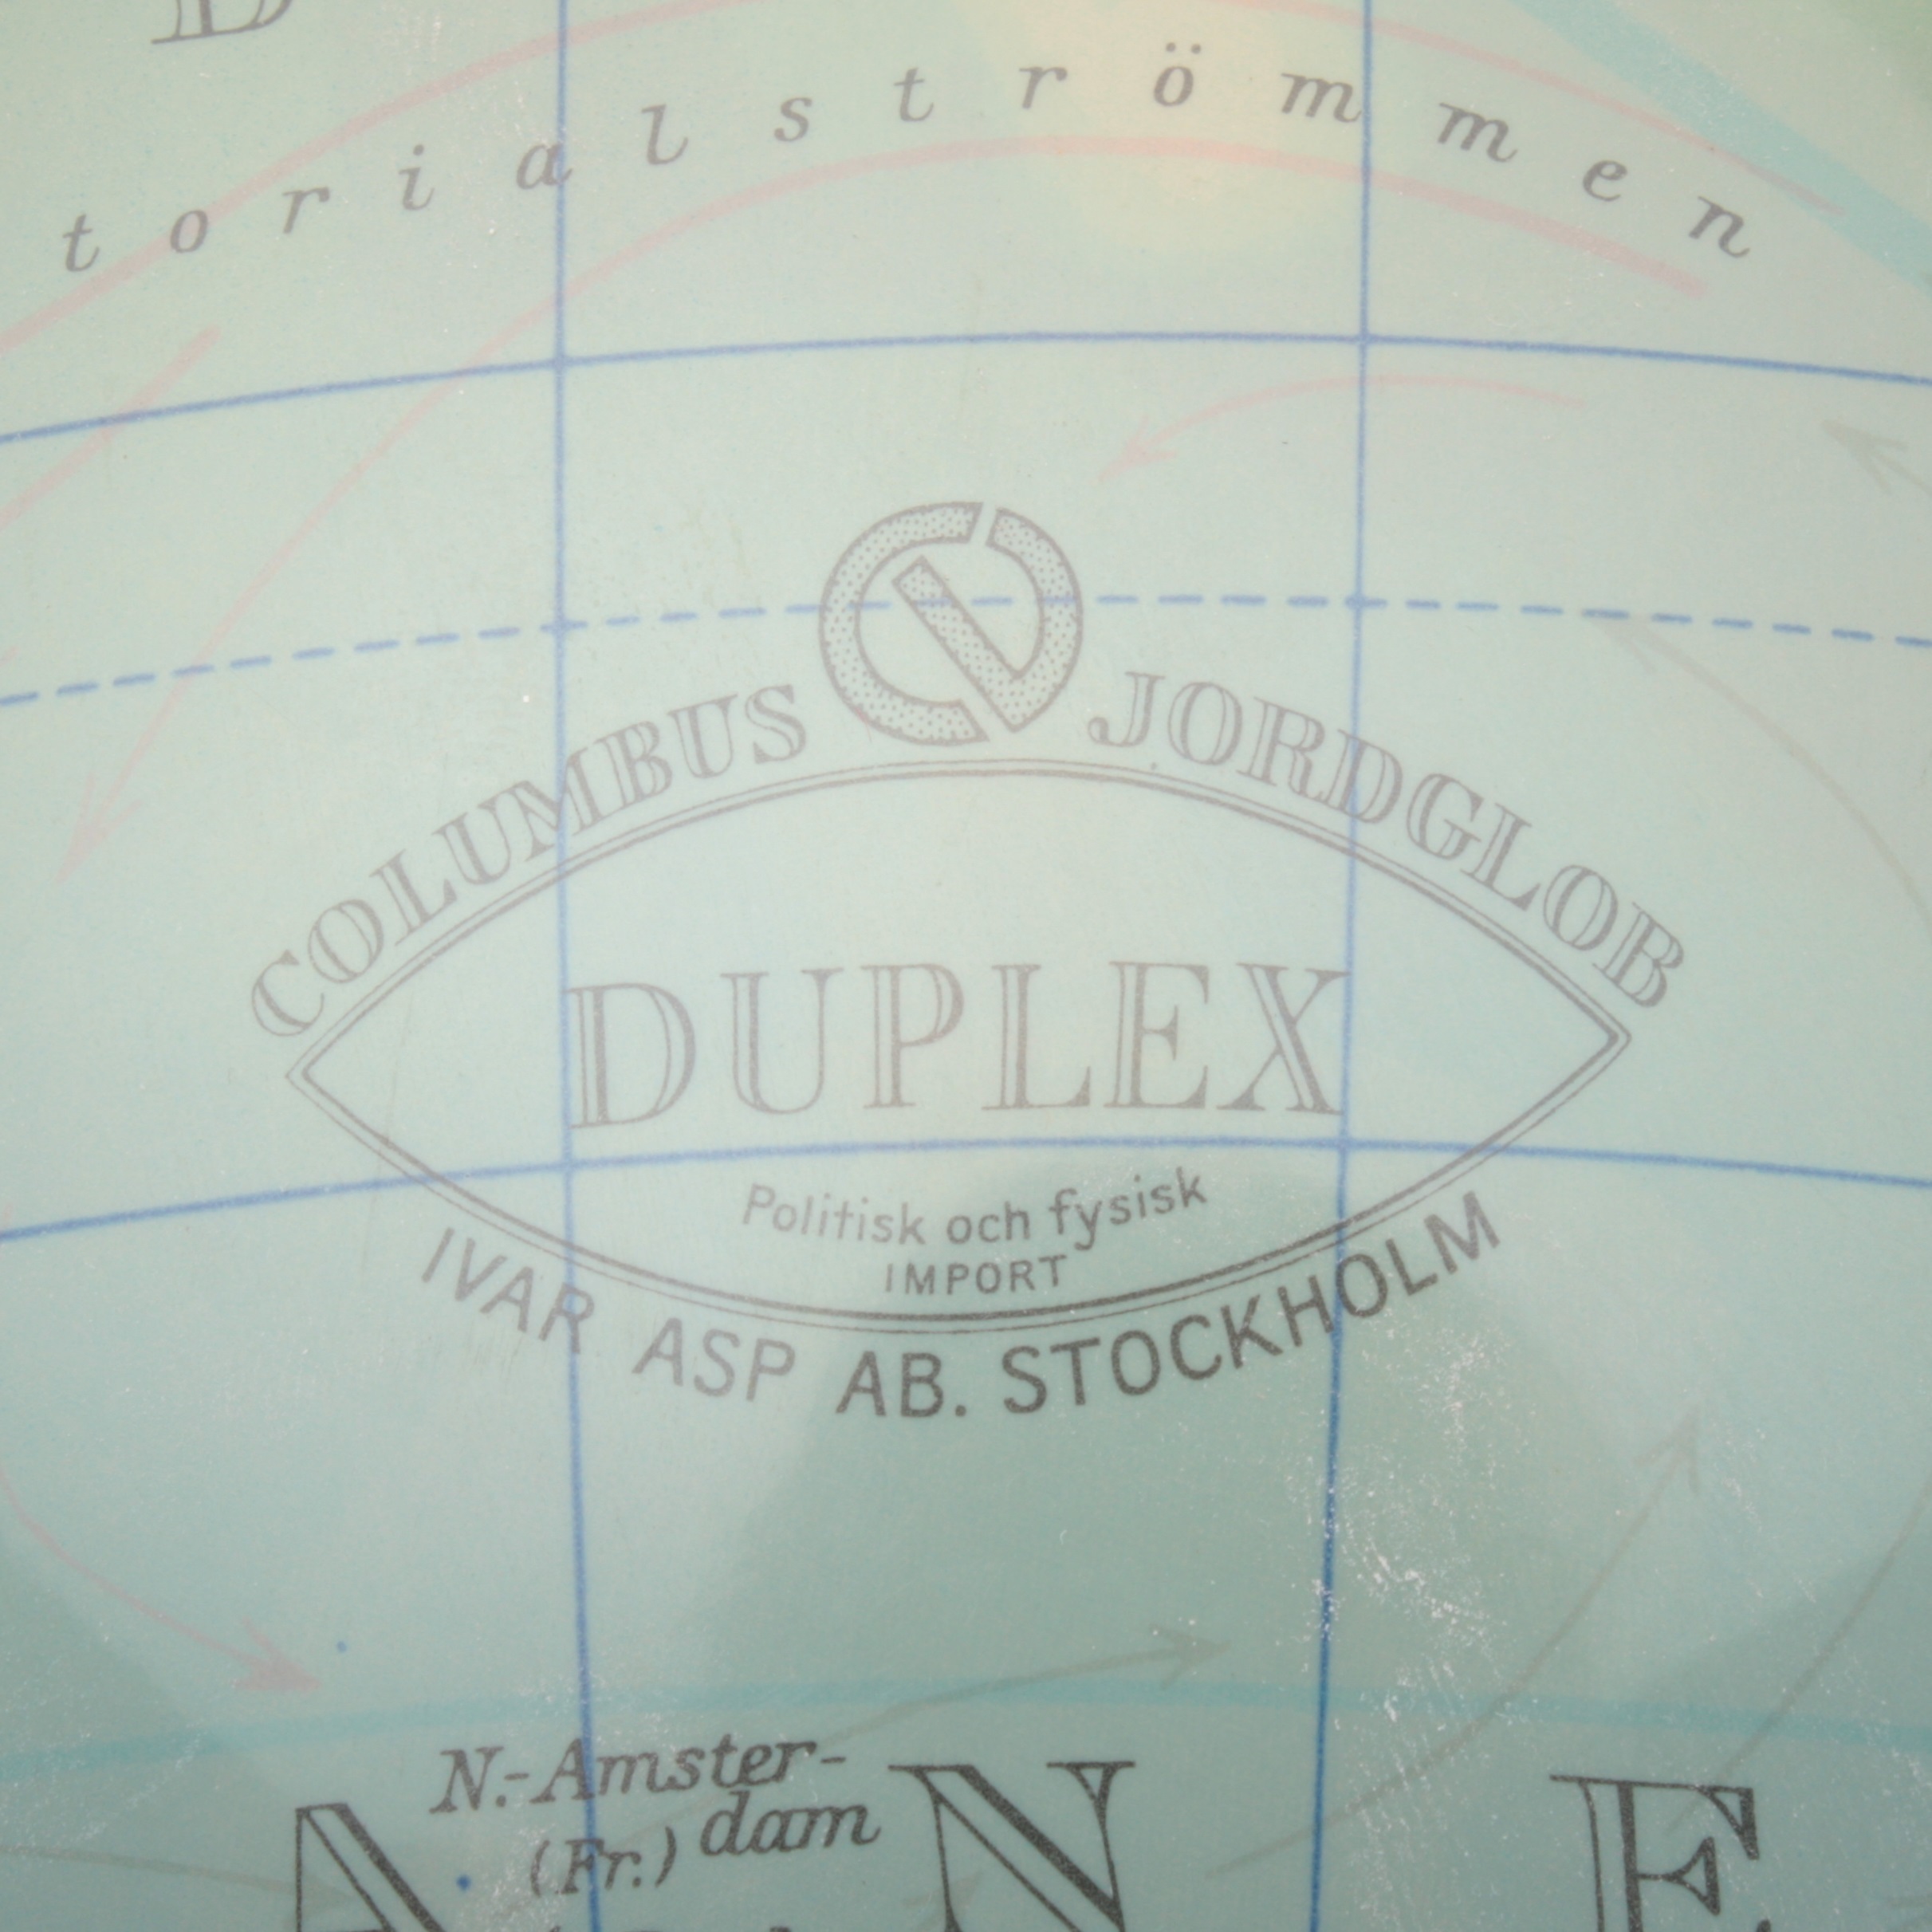 torialströmmen
COLUMBUS JORDGLOB
DUPLEX
Politisk och fysisk
IMPORT
IVAR ASP AB. STOCKHOLM
N.-Amster-
dam
(Fr.)
N E